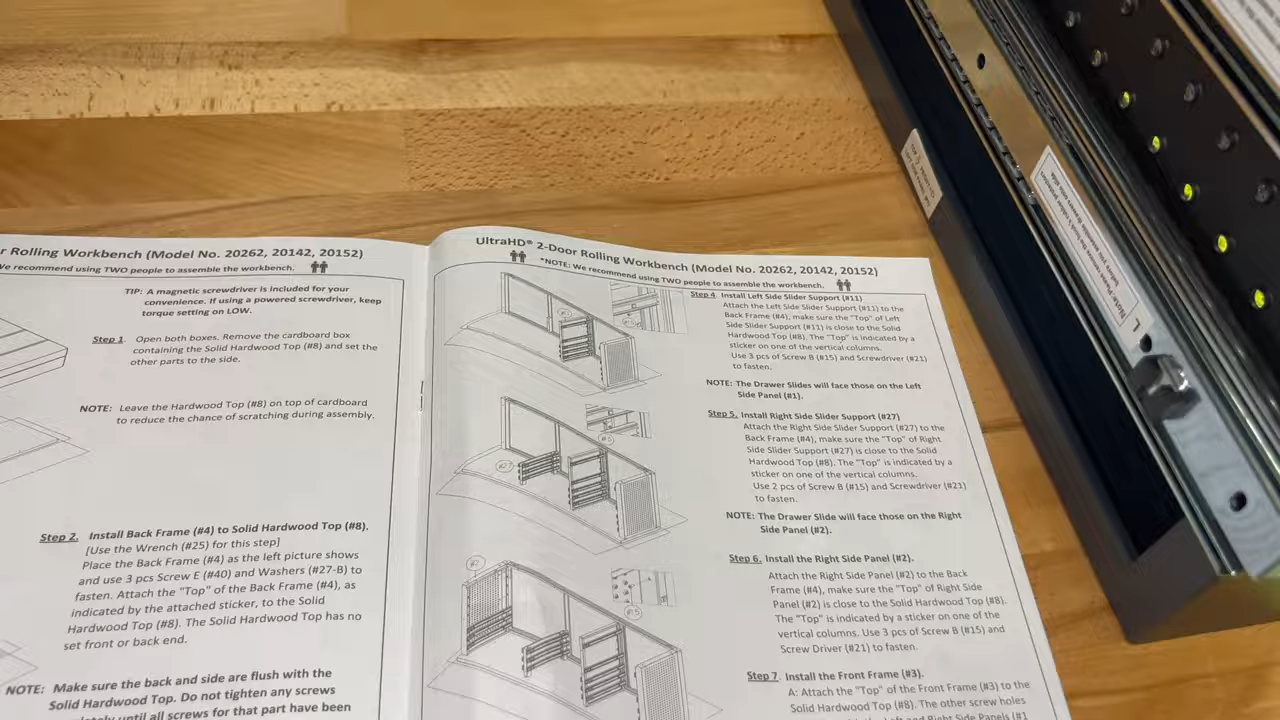 r Rolling Workbench (Model No. 20262, 20142, 20152)
We recommend using TWO people to assemble the workbench.
TIP: A magnetic screwdriver is included for your
convenience. If using a powered screwdriver, keep
torque setting on LOW.
Step 1. Open both boxes. Remove the cardboard box
containing the Solid Hardwood Top (#8) and set the
other parts to the side.
NOTE: Leave the Hardwood Top (#8) on top of cardboard
to reduce the chance of scratching during assembly.
Step 2. Install Back Frame (#4) to Solid Hardwood Top (#8).
[Use the Wrench (#25) for this step]
Place the Back Frame (#4) as the left picture shows
and use 3 pcs Screw E (#40) and Washers (#27-B) to
fasten. Attach the "Top" of the Back Frame (#4), as
indicated by the attached sticker, to the Solid
Hardwood Top (#8). The Solid Hardwood Top has no
set front or back end.
NOTE: Make sure the back and side are flush with the
Solid Hardwood Top. Do not tighten any screws
until all screws for that part have been
UltraHD® 2-Door Rolling Workbench (Model No. 20262, 20142, 20152)
*NOTE: We recommend using TWO people to assemble the workbench.
Step 4. Install Left Side Slider Support (#11)
Attach the Left Side Slider Support (#11) to the
Back Frame (#4), make sure the "Top" of Left
Side Slider Support (#11) is close to the Solid
Hardwood Top (#8). The "Top" is indicated by a
sticker on one of the vertical columns.
Use 3 pcs of Screw B (#15) and Screwdriver (#21)
to fasten.
NOTE: The Drawer Slides will face those on the Left
Side Panel (#1).
Step 5. Install Right Side Slider Support (#27)
Attach the Right Side Slider Support (#27) to the
Back Frame (#4), make sure the "Top" of Right
Side Slider Support (#27) is close to the Solid
Hardwood Top (#8). The "Top" is indicated by a
sticker on one of the vertical columns.
Use 2 pcs of Screw B (#15) and Screwdriver (#21)
to fasten.
NOTE: The Drawer Slide will face those on the Right
Side Panel (#2).
#27
Step 6. Install the Right Side Panel (#2).
Attach the Right Side Panel (#2) to the Back
Frame (#4), make sure the "Top" of Right Side
Panel (#2) is close to the Solid Hardwood Top (#8).
The "Top" is indicated by a sticker on one of the
vertical columns. Use 3 pcs of Screw B (#15) and
Screw Driver (#21) to fasten.
#2
#15
Step 7. Install the Front Frame (#3).
A: Attach the "Top" of the Front Frame (#3) to the
Solid Hardwood Top (#8). The other screw holes
Right Side Panels (#1
L